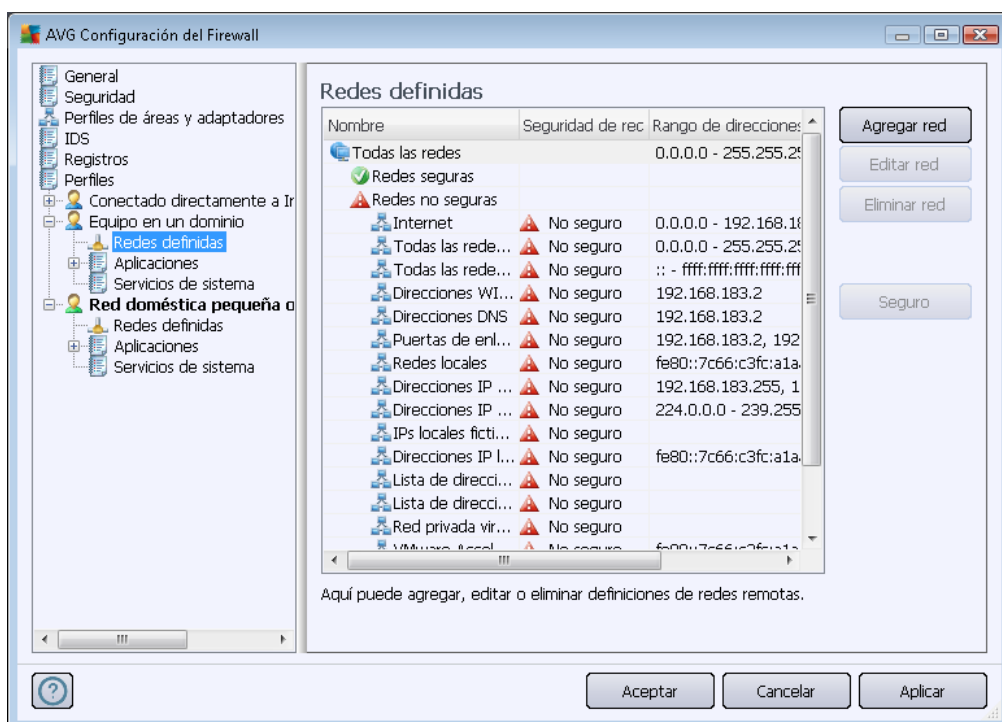 AVG Configuración del Firewall
General
Seguridad
Perfiles de áreas y adaptadores
IDS
Registros
Perfiles
Conectado directamente a Ir
Equipo en un dominio
Redes definidas
Aplicaciones
Servicios de sistema
Red doméstica pequeña o
Redes definidas
Aplicaciones
Servicios de sistema
Redes definidas
Nombre Seguridad de rec Rango de direcciones
Todas las redes 0.0.0.0 - 255.255.25
Redes seguras
Redes no seguras
Internet No seguro 0.0.0.0 - 192.168.18
Todas las rede... No seguro 0.0.0.0 - 255.255.25
Todas las rede... No seguro :: - ffff:ffff:ffff:ffff:fff
Direcciones WI... No seguro 192.168.183.2
Direcciones DNS No seguro 192.168.183.2
Puertas de enl... No seguro 192.168.183.2, 192
Redes locales No seguro fe80::7c66:c3fc:a1a
Direcciones IP ... No seguro 192.168.183.255, 1
Direcciones IP ... No seguro 224.0.0.0 - 239.255
IPs locales ficti... No seguro
Direcciones IP l... No seguro fe80::7c66:c3fc:a1a
Lista de direcci... No seguro
Lista de direcci... No seguro
Red privada vir... No seguro
VMware Accel No seguro fe80::7c66:c3fc:a1a
Agregar red
Editar red
Eliminar red
Seguro
Aquí puede agregar, editar o eliminar definiciones de redes remotas.
Aceptar
Cancelar
Aplicar